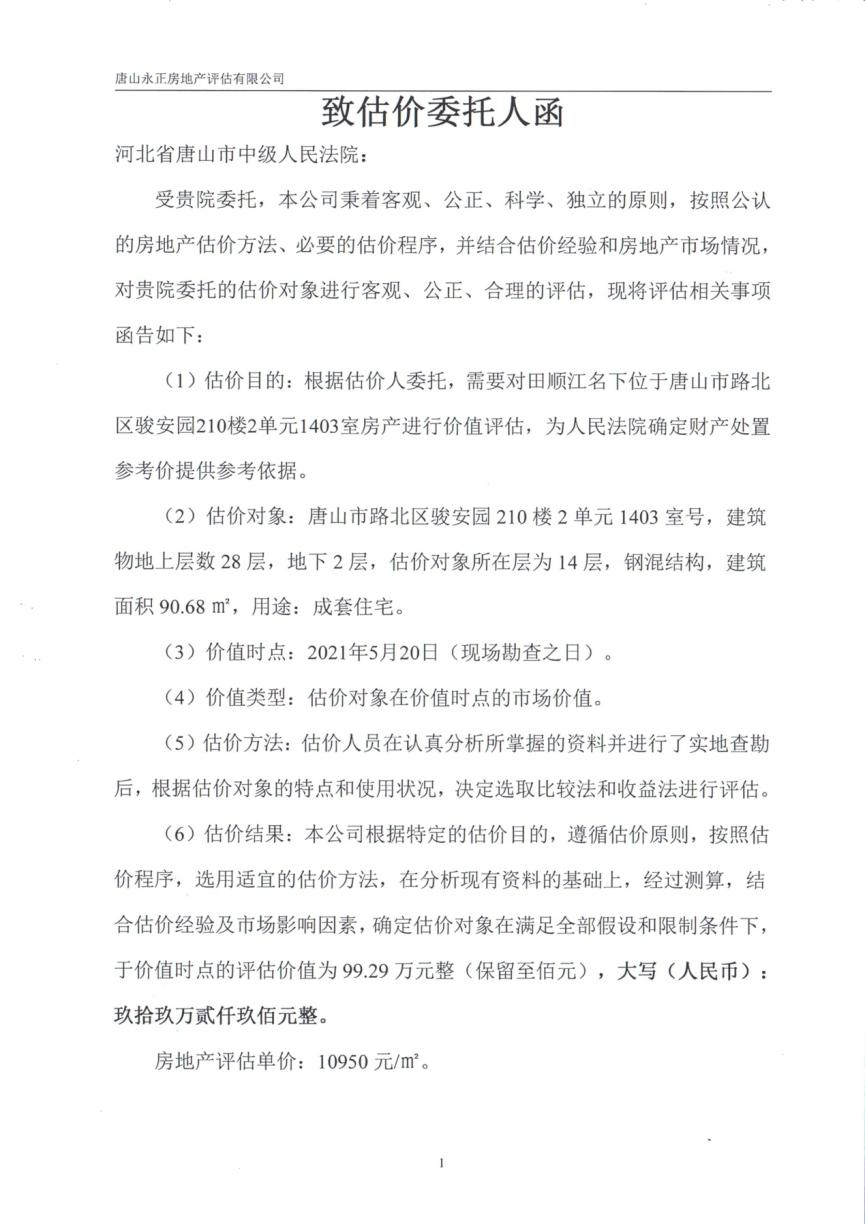 唐山永正房地产评估有限公司
致估价委托人函
河北省唐山市中级人民法院：
受贵院委托，本公司秉着客观、公正、科学、独立的原则，按照公认
的房地产估价方法、必要的估价程序，并结合估价经验和房地产市场情况，
对贵院委托的估价对象进行客观、公正、合理的评估，现将评估相关事项
函告如下：
（1）估价目的：根据估价人委托，需要对田顺江名下位于唐山市路北
区骏安园210楼2单元1403室房产进行价值评估，为人民法院确定财产处置
参考价提供参考依据。
（2）估价对象：唐山市路北区骏安园 210 楼 2 单元 1403 室号，建筑
物地上层数 28 层，地下 2 层，估价对象所在层为 14 层，钢混结构，建筑
面积 90.68 ㎡，用途：成套住宅。
（3）价值时点：2021年5月20日（现场勘查之日）。
（4）价值类型：估价对象在价值时点的市场价值。
（5）估价方法：估价人员在认真分析所掌握的资料并进行了实地查勘
后，根据估价对象的特点和使用状况，决定选取比较法和收益法进行评估。
（6）估价结果：本公司根据特定的估价目的，遵循估价原则，按照估
价程序，选用适宜的估价方法，在分析现有资料的基础上，经过测算，结
合估价经验及市场影响因素，确定估价对象在满足全部假设和限制条件下，
于价值时点的评估价值为 99.29 万元整（保留至佰元），大写（人民币）：
玖拾玖万贰仟玖佰元整。
房地产评估单价：10950 元/㎡。
1